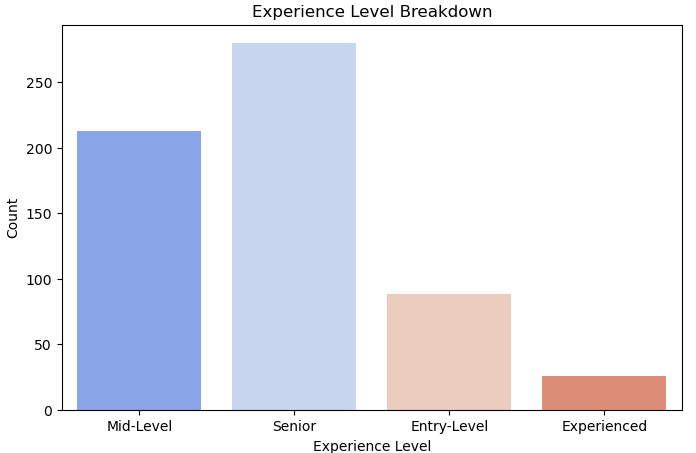 Experience Level Breakdown
Count
250
200
150
100
50
0
Mid-Level Senior Entry-Level Experienced
Experience Level